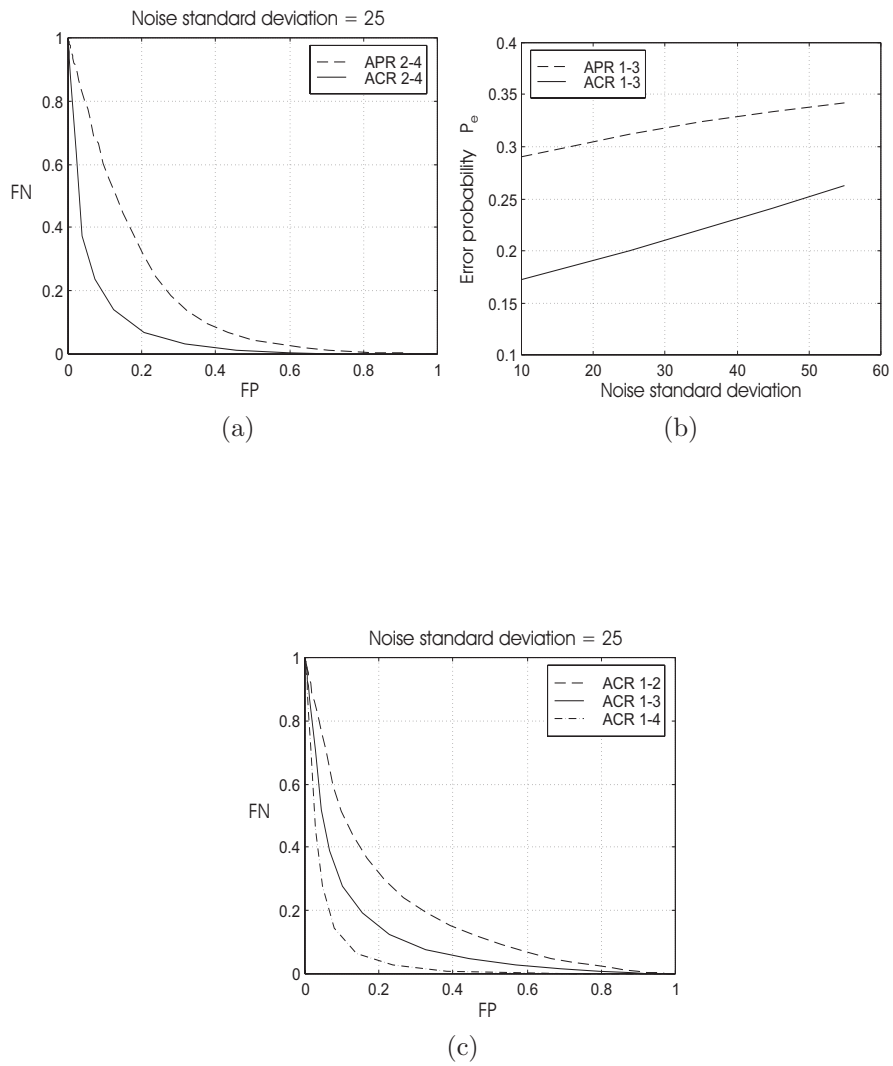 Noise standard deviation = 25
1
0.8
0.6
0.4
0.2
0
FN
0 0.2 0.4 0.6 0.8 1
FP
APR 2-4
ACR 2-4
(a)
0.4
0.35
0.3
0.25
0.2
0.15
0.1
Error probability Pe
10 20 30 40 50 60
Noise standard deviation
APR 1-3
ACR 1-3
(b)
Noise standard deviation = 25
1
0.8
0.6
0.4
0.2
0
FN
0 0.2 0.4 0.6 0.8 1
FP
ACR 1-2
ACR 1-3
ACR 1-4
(c)